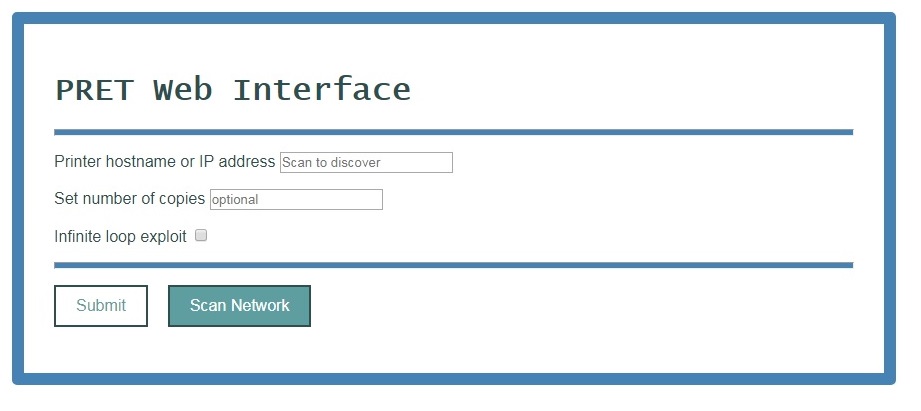 PRET Web Interface
Printer hostname or IP address Scan to discover
Set number of copies optional
Infinite loop exploit
Submit Scan Network